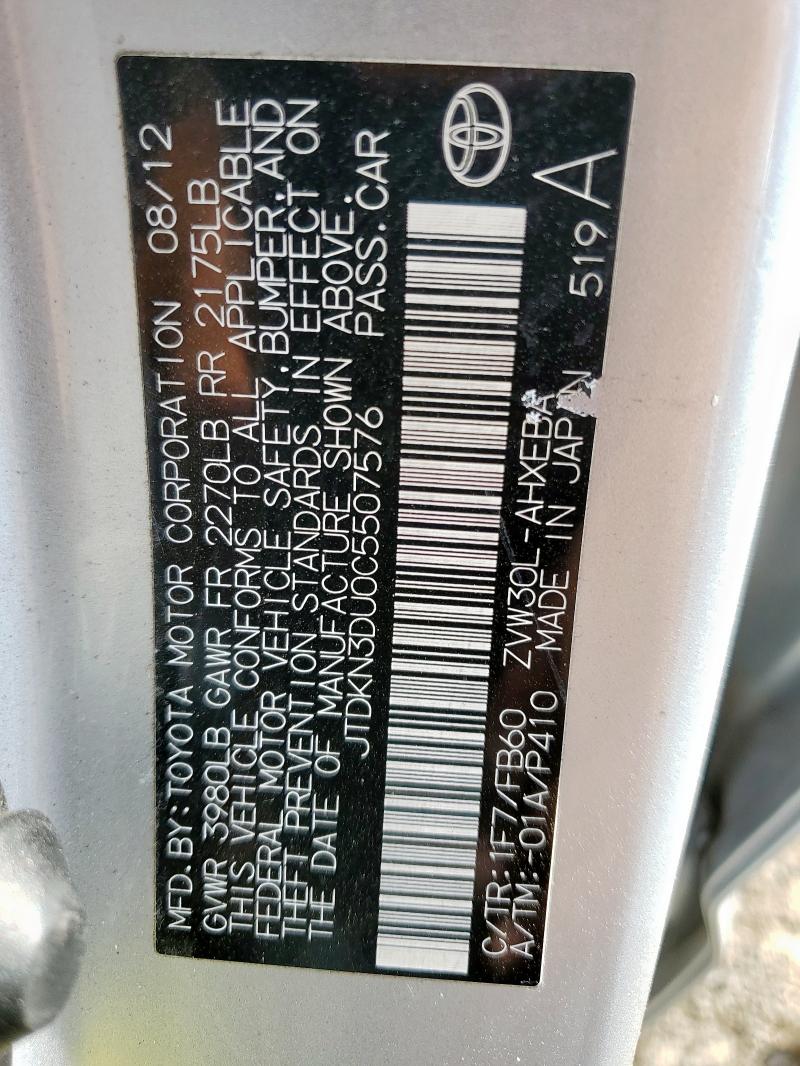 MFD. BY: TOYOTA MOTOR CORPORATION 08/12
GVWR 3980LB GAWR FR 2270LB RR 2175LB
THIS VEHICLE CONFORMS TO ALL APPLICABLE
FEDERAL MOTOR VEHICLE SAFETY, BUMPER, AND
THEFT PREVENTION STANDARDS IN EFFECT ON
THE DATE OF MANUFACTURE SHOWN ABOVE.
JTDKN3DU0C5507576 PASS. CAR
C/TR: 1F7/FB60 ZVW30L-AHXEBA
A/TM: -01A/P410 MADE IN JAPAN 519 A